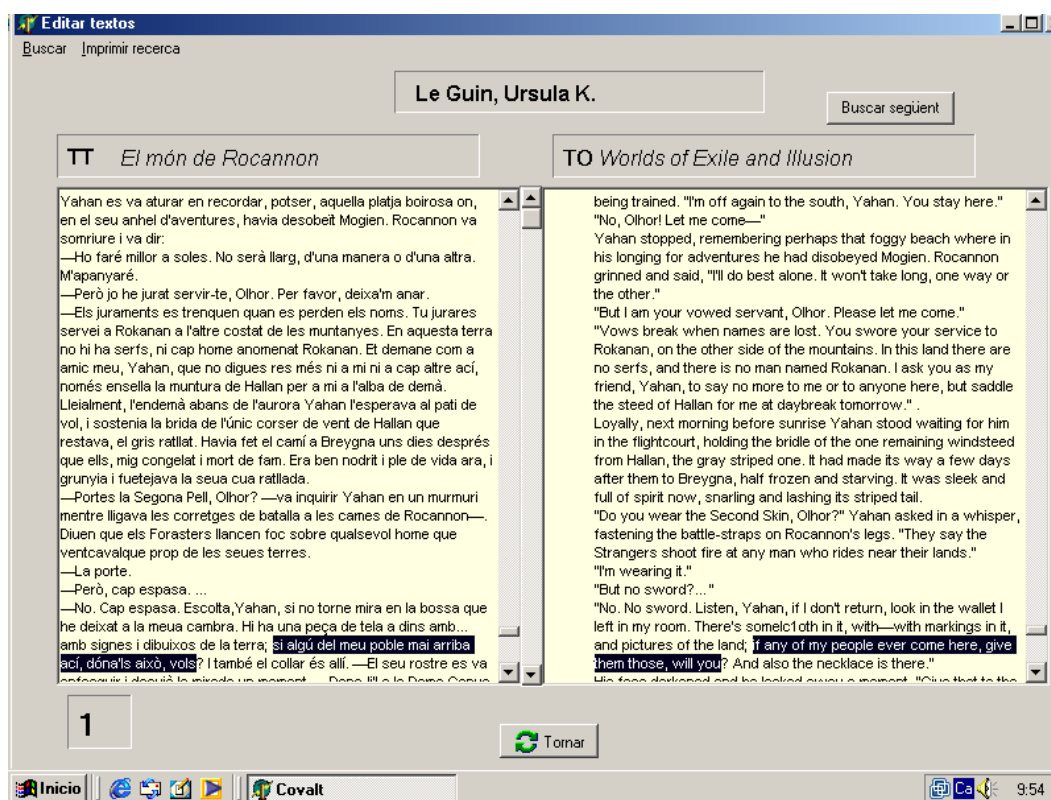 Editar textos
Buscar Imprimir recerca
Le Guin, Ursula K.
Buscar següent
TT El món de Rocannon
Yahan es va aturar en recordar, potser, aquella platja boirosa on,
en el seu anhel d'aventures, havia desobeït Mogien. Rocannon va
somriure i va dir:
—Ho faré millor a soles. No serà llarg, d'una manera o d'una altra.
M'apanyaré.
—Però jo he jurat servir-te, Olhor. Per favor, deixa'm anar.
—Els juraments es trenquen quan es perden els noms. Tu jurares
servei a Rokanan a l'altre costat de les muntanyes. En aquesta terra
no hi ha serfs, ni cap home anomenat Rokanan. Et demane com a
amic meu, Yahan, que no digues res més ni a mi ni a cap altre ací,
només ensella la muntura de Hallan per a mi a l'alba de demà.
Lleialment, l'endemà abans de l'aurora Yahan l'esperava al pati de
vol, i sostenia la brida de l'únic corser de vent de Hallan que
restava, el gris ratllat. Havia fet el camí a Breygna uns dies després
que ells, mig congelat i mort de fam. Era ben nodrit i ple de vida ara, i
grunyia i fuetejava la seua cua ratllada.
—Portes la Segona Pell, Olhor? —va inquirir Yahan en un murmuri
mentre lligava les corretges de batalla a les cames de Rocannon—.
Diuen que els Forasters llancen foc sobre qualsevol home que
ventcavalque prop de les seues terres.
—La porte.
—Però, cap espasa. ...
—No. Cap espasa. Escolta,Yahan, si no torne mira en la bossa que
he deixat a la meua cambra. Hi ha una peça de tela a dins amb...
amb signes i dibuixos de la terra; si algú del meu poble mai arriba
ací, dóna'ls això, vols? I també el collar és allí. —El seu rostre es va
TO Worlds of Exile and Illusion
being trained. "I'm off again to the south, Yahan. You stay here."
"No, Olhor! Let me come—"
Yahan stopped, remembering perhaps that foggy beach where in
his longing for adventures he had disobeyed Mogien. Rocannon
grinned and said, "I'll do best alone. It won't take long, one way or
the other."
"But I am your vowed servant, Olhor. Please let me come."
"Vows break when names are lost. You swore your service to
Rokanan, on the other side of the mountains. In this land there are
no serfs, and there is no man named Rokanan. I ask you as my
friend, Yahan, to say no more to me or to anyone here, but saddle
the steed of Hallan for me at daybreak tomorrow." .
Loyally, next morning before sunrise Yahan stood waiting for him
in the flightcourt, holding the bridle of the one remaining windsteed
from Hallan, the gray striped one. It had made its way a few days
after them to Breygna, half frozen and starving. It was sleek and
full of spirit now, snarling and lashing its striped tail.
"Do you wear the Second Skin, Olhor?" Yahan asked in a whisper,
fastening the battle-straps on Rocannon's legs. "They say the
Strangers shoot fire at any man who rides near their lands."
"I'm wearing it."
"But no sword?..."
"No. No sword. Listen, Yahan, if I don't return, look in the wallet I
left in my room. There's somelc1oth in it, with—with markings in it,
and pictures of the land; if any of my people ever come here, give
them those, will you? And also the necklace is there."
1
Tornar
Inicio
Covalt
Ca
9:54